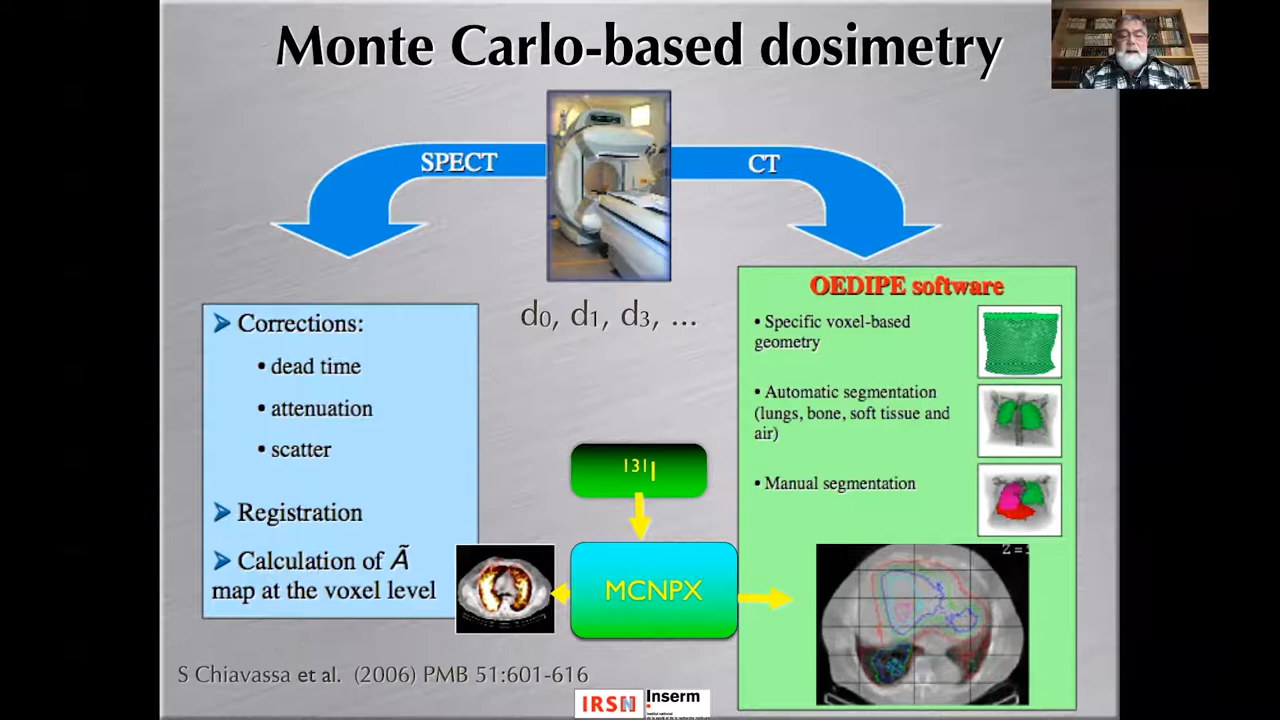 Monte Carlo-based dosimetry
SPECT
CT
d0, d1, d3, ...
➤ Corrections:
• dead time
• attenuation
• scatter
➤ Registration
➤ Calculation of Ã
map at the voxel level
131I
MCNPX
OEDIPE software
• Specific voxel-based
geometry
• Automatic segmentation
(lungs, bone, soft tissue and
air)
• Manual segmentation
Z =
S Chiavassa et al. (2006) PMB 51:601-616
IRSN
Inserm